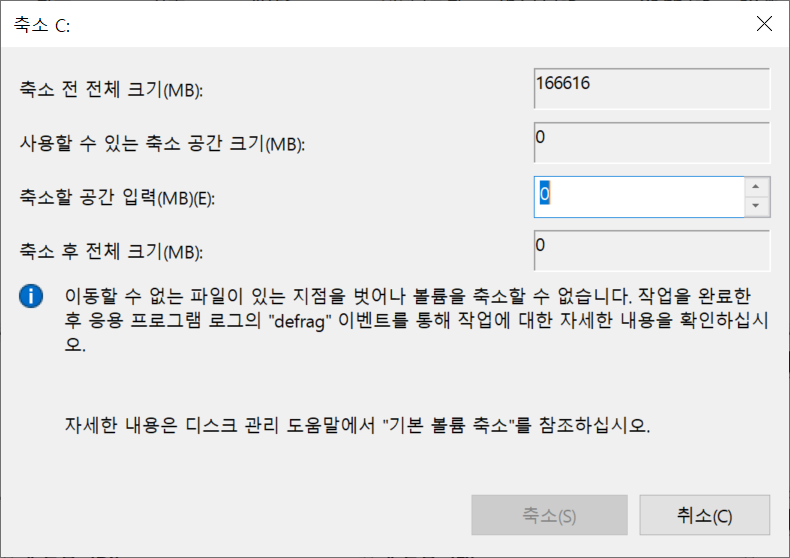 축소 C:
축소 전 전체 크기(MB): 166616
사용할 수 있는 축소 공간 크기(MB): 0
축소할 공간 입력(MB)(E): 0
축소 후 전체 크기(MB): 0
이동할 수 없는 파일이 있는 지점을 벗어나 볼륨을 축소할 수 없습니다. 작업을 완료한
후 응용 프로그램 로그의 "defrag" 이벤트를 통해 작업에 대한 자세한 내용을 확인하십시
오.
자세한 내용은 디스크 관리 도움말에서 "기본 볼륨 축소"를 참조하십시오.
축소(S) 취소(C)